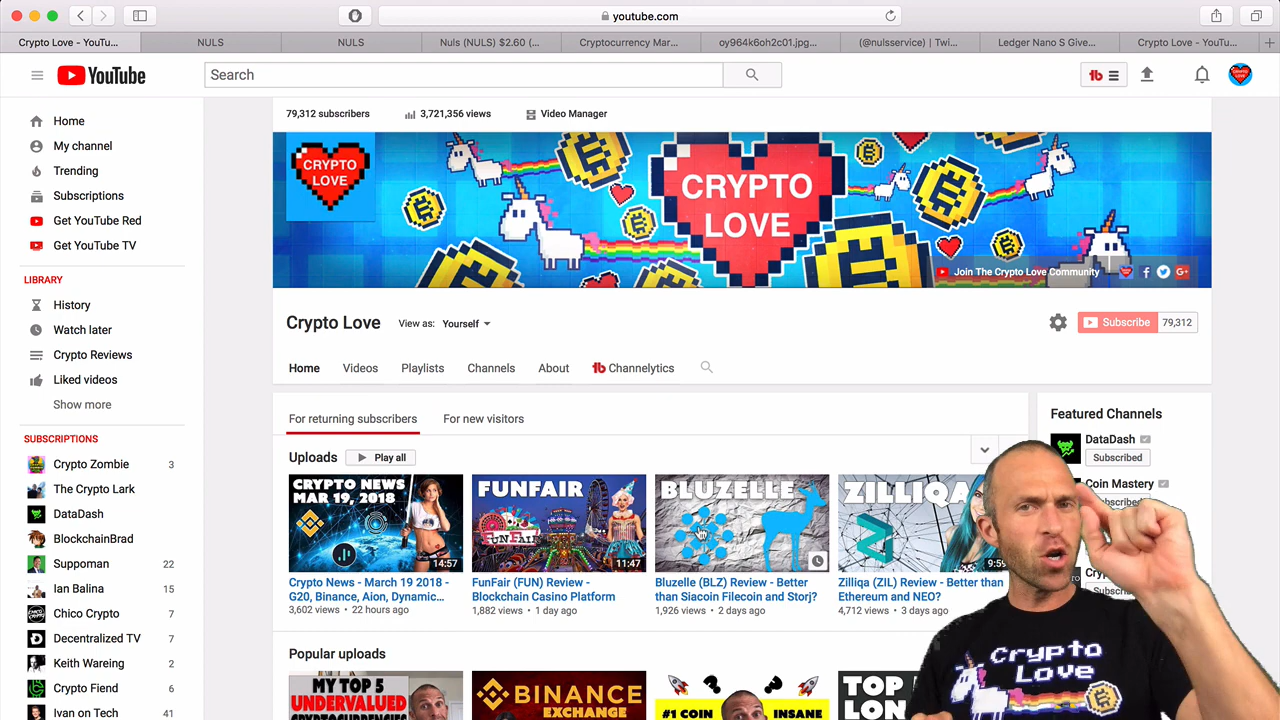 youtube.com
Crypto Love - YouTu...
NULS
NULS
Nuls (NULS) $2.60 (...
Cryptocurrency Mar...
oy964k6oh2c01.jpg...
(@nulsservice) | Twi...
Ledger Nano S Give...
Crypto Love - YouTu...
YouTube
Search
tb
79,312 subscribers
3,721,356 views
Video Manager
Home
My channel
Trending
Subscriptions
Get YouTube Red
Get YouTube TV
LIBRARY
History
Watch later
Crypto Reviews
Liked videos
Show more
SUBSCRIPTIONS
Crypto Zombie 3
The Crypto Lark
DataDash
BlockchainBrad
Suppoman 22
Ian Balina 15
Chico Crypto 7
Decentralized TV 7
Keith Wareing 2
Crypto Fiend 6
Ivan on Tech 41
CRYPTO
LOVE
CRYPTO
LOVE
Join The Crypto Love Community
Crypto Love
View as: Yourself
Subscribe 79,312
Home
Videos
Playlists
Channels
About
tb Channelytics
For returning subscribers
For new visitors
Uploads
Play all
CRYPTO NEWS
MAR 19, 2018
14:57
Crypto News - March 19 2018 -
G20, Binance, Aion, Dynamic...
3,602 views • 22 hours ago
FUNFAIR
FUNFAIR
11:47
FunFair (FUN) Review -
Blockchain Casino Platform
1,882 views • 1 day ago
BLUZELLE
Bluzelle (BLZ) Review - Better
than Siacoin Filecoin and Storj?
1,926 views • 2 days ago
ZILLIQA
9:59
Zilliqa (ZIL) Review - Better than
Ethereum and NEO?
4,712 views • 3 days ago
Featured Channels
DataDash
Subscribed
Coin Mastery
Subscribed
Popular uploads
MY TOP 5
UNDERVALUED
CRYPTOCURRENCIES
BINANCE
EXCHANGE
#1 COIN
INSANE
TOP
LON
Crypto
Love